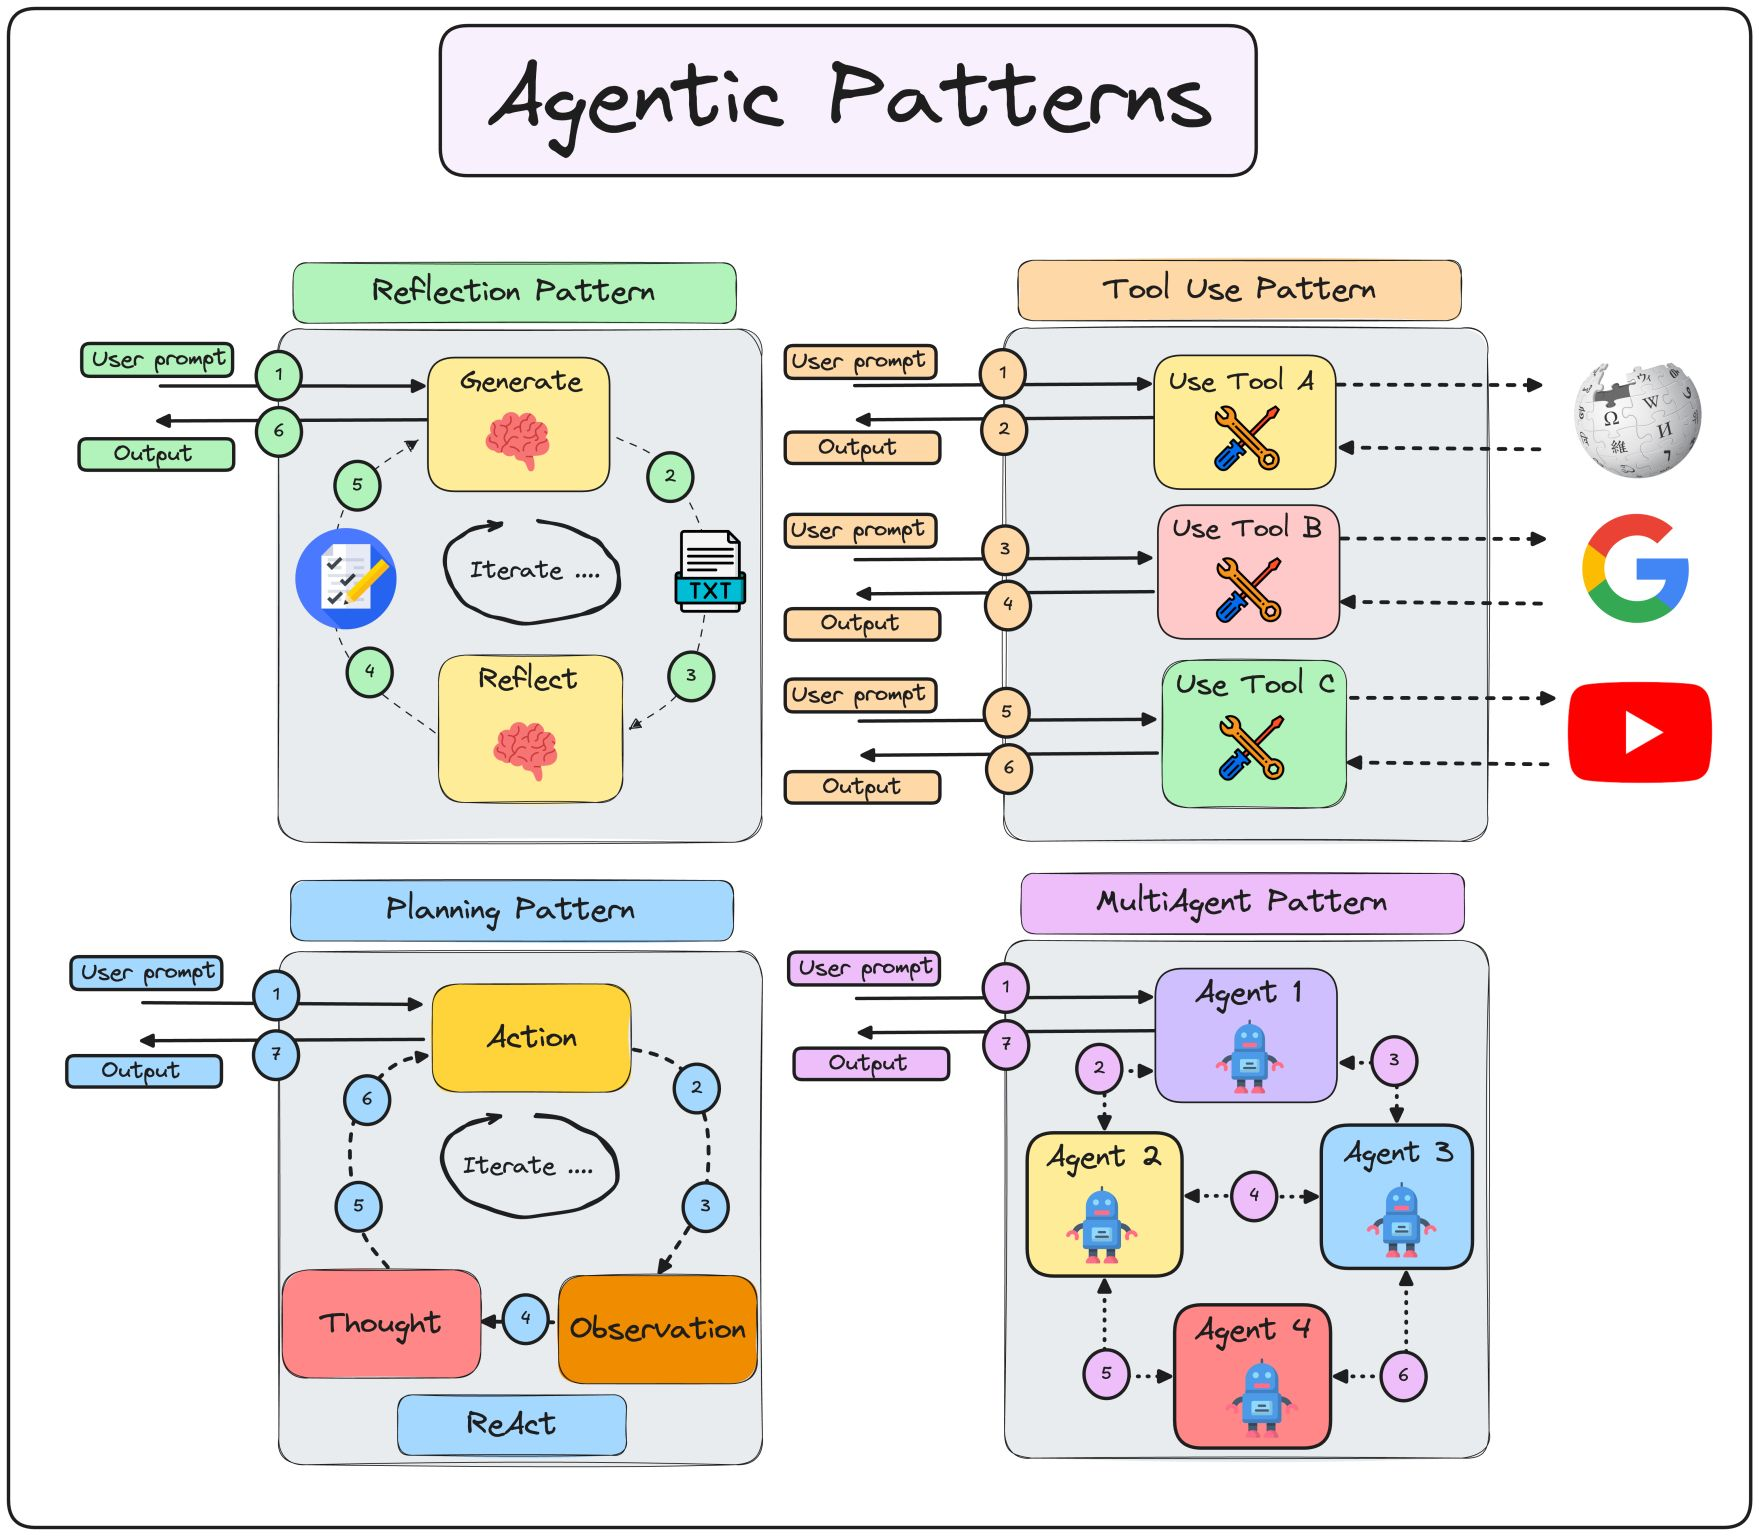 Agentic Patterns
Reflection Pattern
User prompt
1
Generate
6
Output
5
2
Iterate ....
TXT
4
3
Reflect
Tool Use Pattern
User prompt
1
Use Tool A
2
Output
Ω
W
維
И
User prompt
3
Use Tool B
4
Output
G
User prompt
5
Use Tool C
6
Output
Planning Pattern
User prompt
1
Action
7
Output
6
2
Iterate ....
5
3
Thought
4
Observation
ReAct
MultiAgent Pattern
User prompt
1
Agent 1
7
Output
2
3
Agent 2
4
Agent 3
5
Agent 4
6